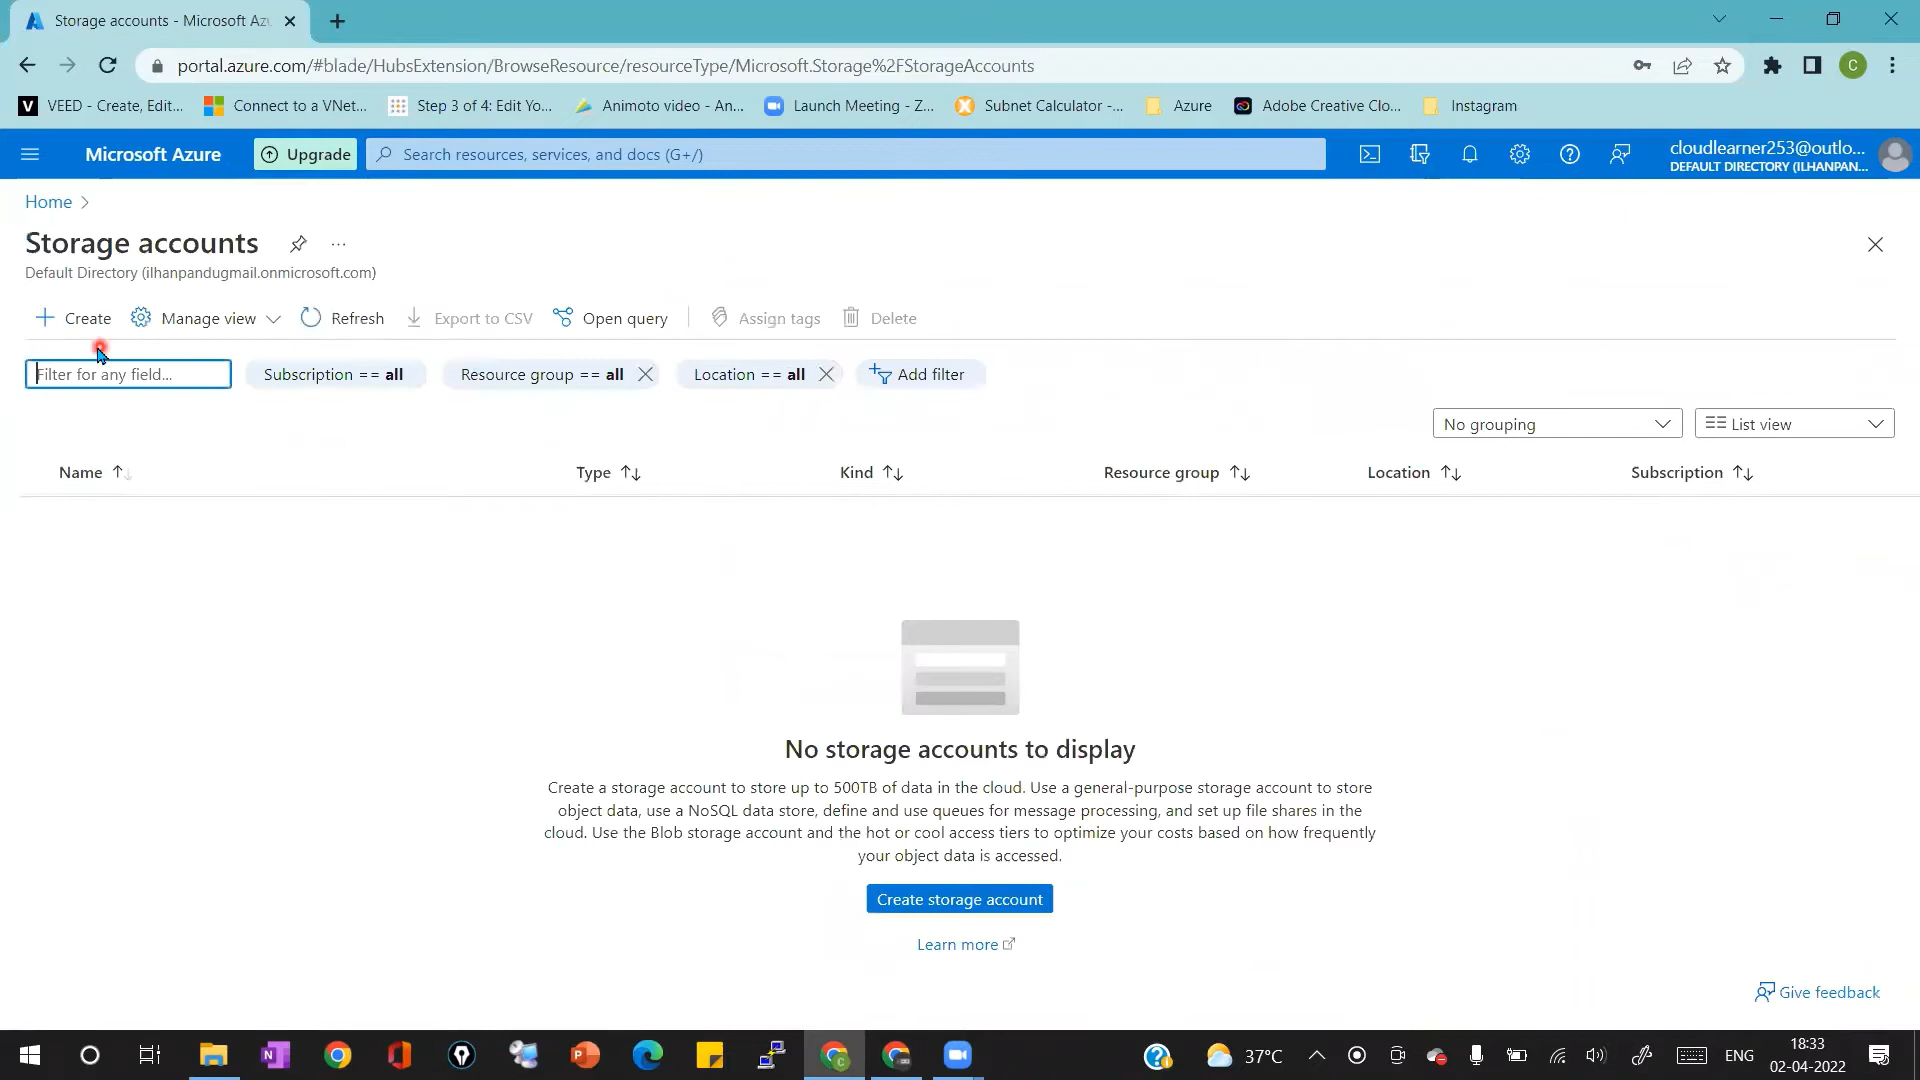 Storage accounts - Microsoft Az
portal.azure.com/#blade/HubsExtension/BrowseResource/resourceType/Microsoft.Storage%2FStorageAccounts
C
VEED - Create, Edit...
Connect to a VNet...
Step 3 of 4: Edit Yo...
Animoto video - An...
Launch Meeting - Z...
Subnet Calculator -...
Azure
Adobe Creative Clo...
Instagram
Microsoft Azure
Upgrade
Search resources, services, and docs (G+/)
cloudlearner253@outlo...
DEFAULT DIRECTORY (ILHANPAN...
Home
Storage accounts
Default Directory (ilhanpandugmail.onmicrosoft.com)
Create
Manage view
Refresh
Export to CSV
Open query
Assign tags
Delete
Filter for any field...
Subscription == all
Resource group == all
Location == all
Add filter
No grouping
List view
Name
Type
Kind
Resource group
Location
Subscription
No storage accounts to display
Create a storage account to store up to 500TB of data in the cloud. Use a general-purpose storage account to store
object data, use a NoSQL data store, define and use queues for message processing, and set up file shares in the
cloud. Use the Blob storage account and the hot or cool access tiers to optimize your costs based on how frequently
your object data is accessed.
Create storage account
Learn more
Give feedback
37°C
ENG
18:33
02-04-2022